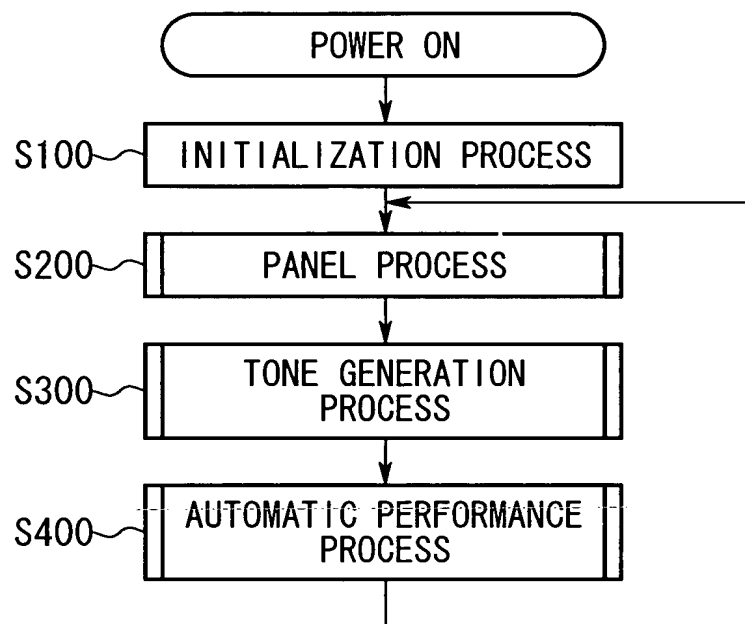 POWER ON
S100
INITIALIZATION PROCESS
S200
PANEL PROCESS
S300
TONE GENERATION
PROCESS
S400
AUTOMATIC PERFORMANCE
PROCESS